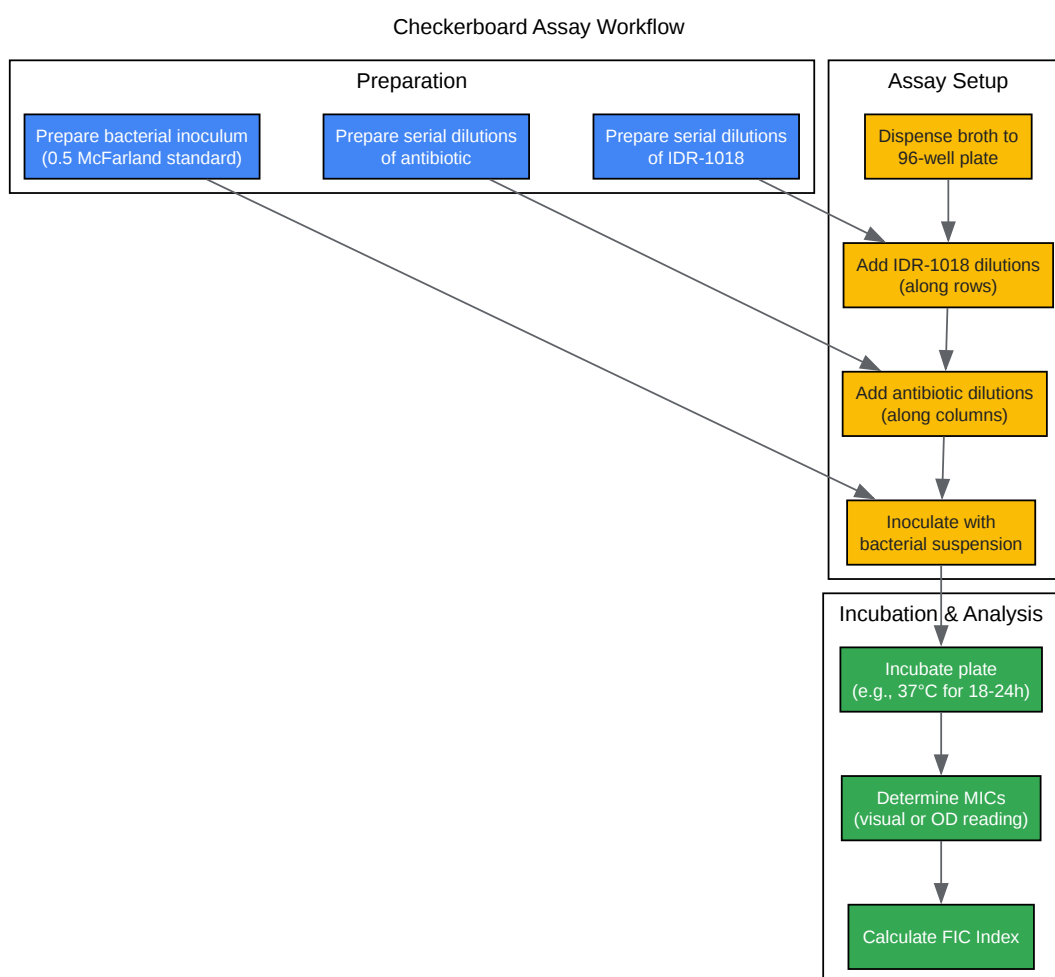 Checkerboard Assay Workflow
Preparation
Prepare bacterial inoculum
(0.5 McFarland standard)
Prepare serial dilutions
of antibiotic
Prepare serial dilutions
of IDR-1018
Assay Setup
Dispense broth to
96-well plate
Add IDR-1018 dilutions
(along rows)
Add antibiotic dilutions
(along columns)
Inoculate with
bacterial suspension
Incubation & Analysis
Incubate plate
(e.g., 37°C for 18-24h)
Determine MICs
(visual or OD reading)
Calculate FIC Index